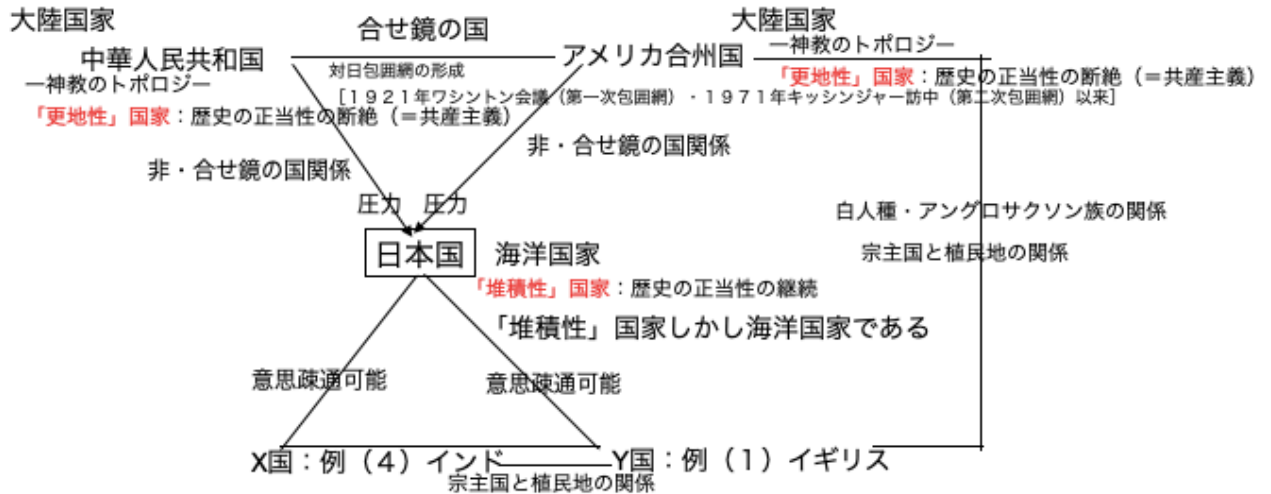 大陸国家
合せ鏡の国
大陸国家
中華人民共和国
アメリカ合州国
一神教のトポロジー
一神教のトポロジー
対日包囲網の形成
「更地性」国家：歴史の正当性の断絶（＝共産主義）
［１９２１年ワシントン会議（第一次包囲網）・１９７１年キッシンジャー訪中（第二次包囲網）以来］
「更地性」国家：歴史の正当性の断絶（＝共産主義）
非・合せ鏡の国関係
非・合せ鏡の国関係
圧力 圧力
白人種・アングロサクソン族の関係
日本国
海洋国家
宗主国と植民地の関係
「堆積性」国家：歴史の正当性の継続
「堆積性」国家しかし海洋国家である
意思疎通可能
意思疎通可能
X国：例（４）インド
Y国：例（１）イギリス
宗主国と植民地の関係